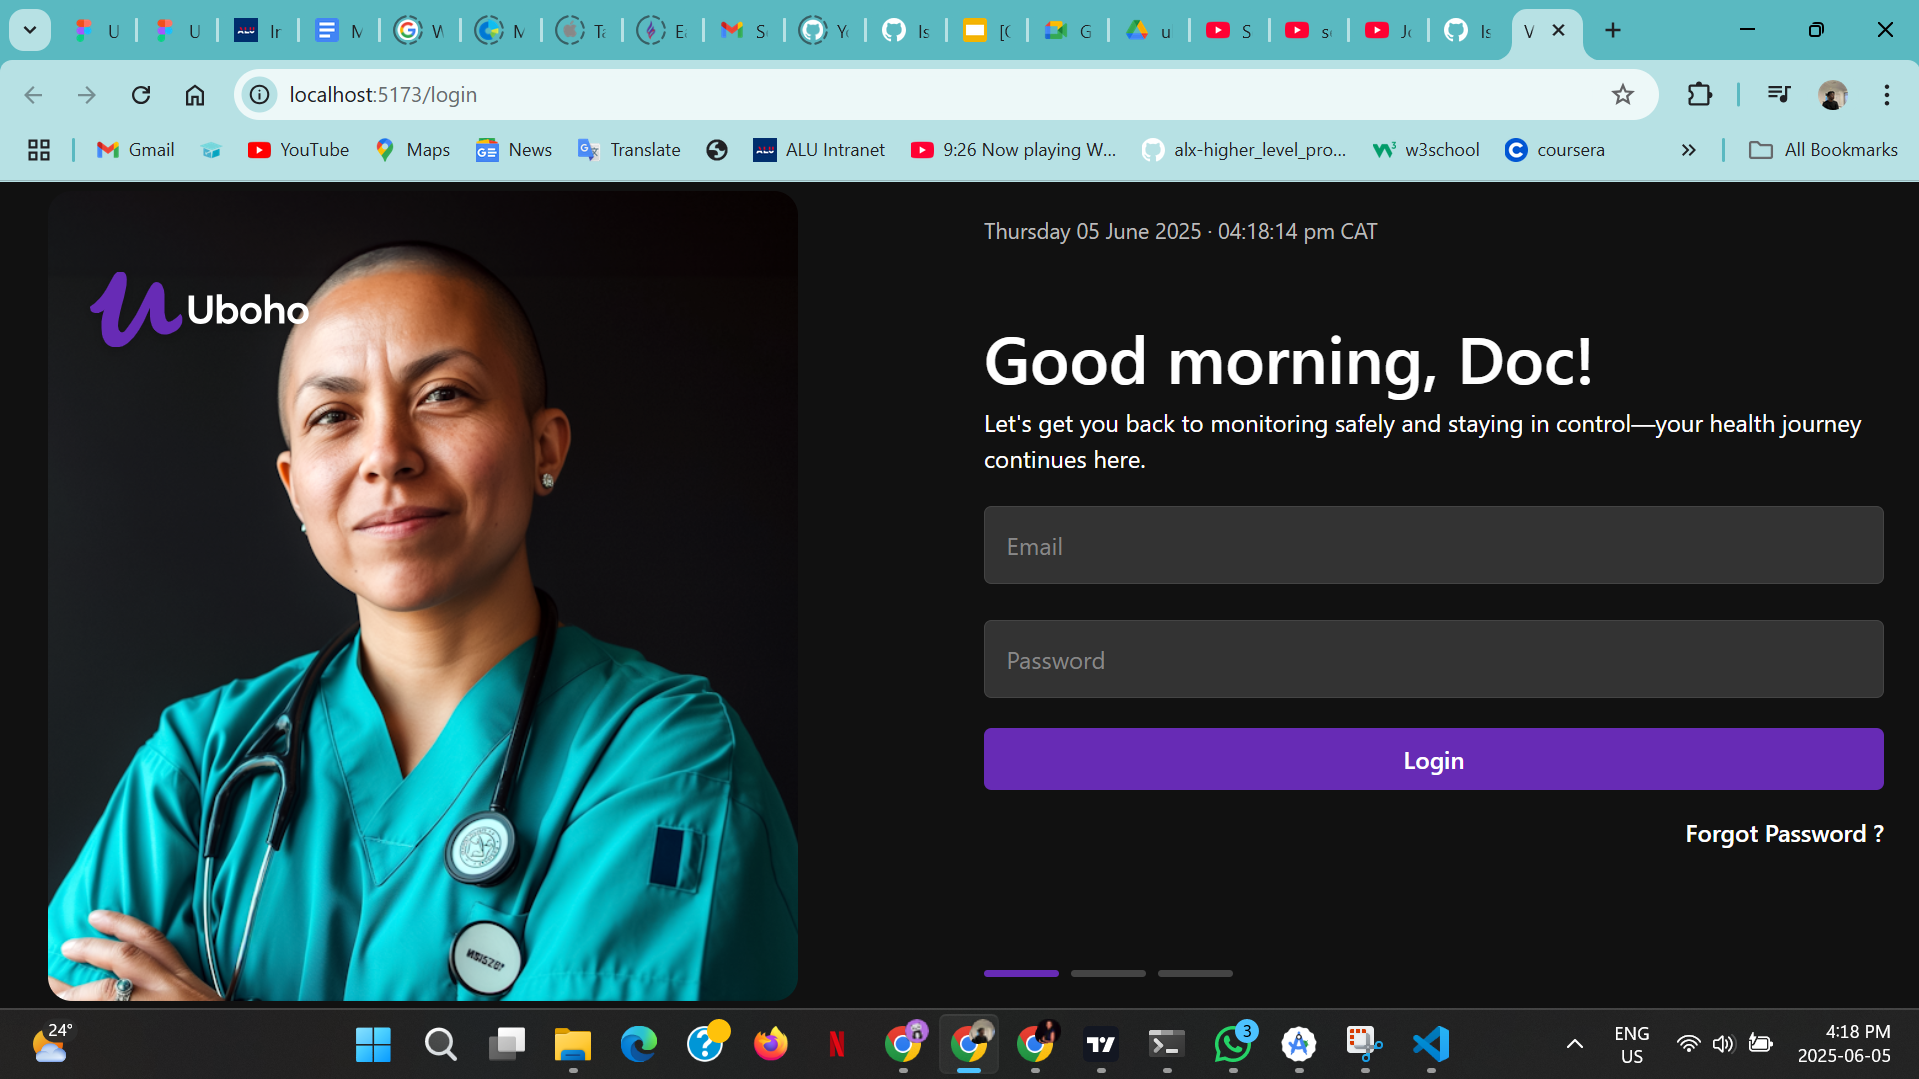 U
U
In
M
W
M
Ta
Ea
Yo
Is
[C
G
u
S
Jo
Is
V
localhost:5173/login
Gmail
YouTube
Maps
News
Translate
ALU Intranet
9:26 Now playing W...
alx-higher_level_pro...
w3school
coursera
All Bookmarks
Uboho
Thursday 05 June 2025 · 04:18:14 pm CAT
Good morning, Doc!
Let's get you back to monitoring safely and staying in control—your health journey
continues here.
Email
Password
Login
Forgot Password ?
24°
3
ENG
US
4:18 PM
2025-06-05